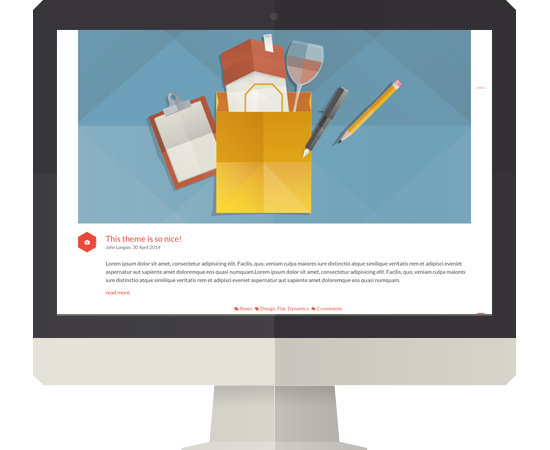 This theme is so nice!
John Langan, 30 April 2014
Lorem ipsum dolor sit amet, consectetur adipisicing elit. Facilis, quo, veniam culpa maiores iure distinctio atque similique veritatis rem et adipisci eveniet
aspernatur aut sapiente amet doloremque eos quasi numquam.Lorem ipsum dolor sit amet, consectetur adipisicing elit. Facilis, quo, veniam culpa maiores
iure distinctio atque similique veritatis rem et adipisci eveniet aspernatur aut sapiente amet doloremque eos quasi numquam.
read more
News Design, Flat, Dynamics 2 comments